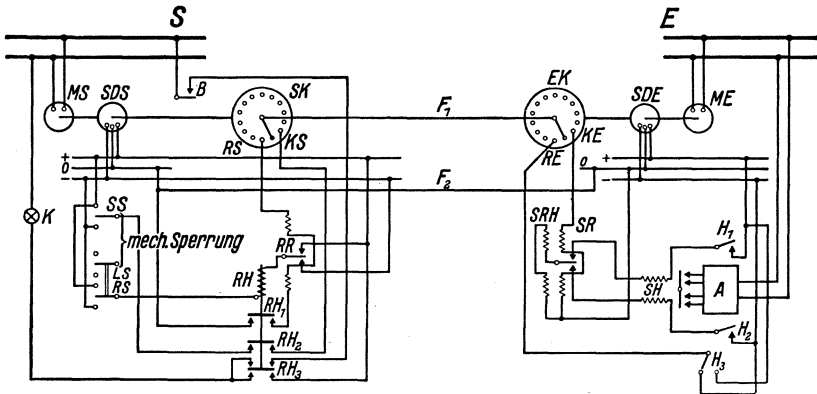 S E
MS SDS B SK F₁ EK SDE ME
RS KS RE KE
+ 0 − F₂ 0 + −
K SS mech. Sperrung LS RS
RR RH RH₁ RH₂ RH₃
SRH SR SH H₁ A H₂ H₃